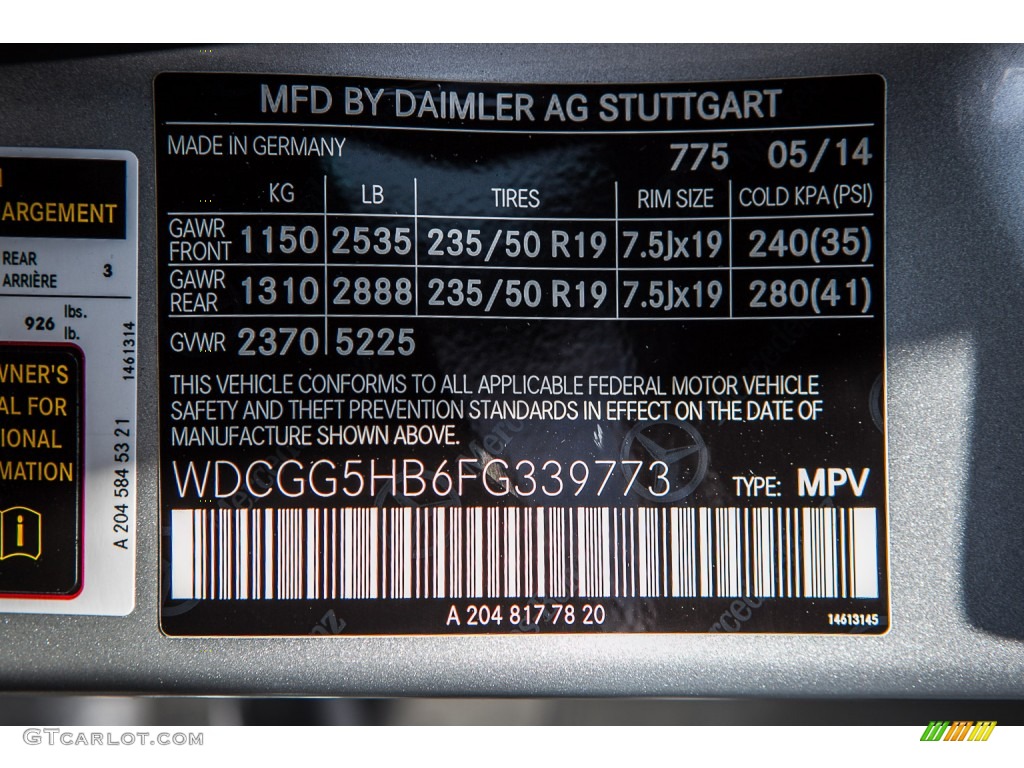 MFD BY DAIMLER AG STUTTGART
MADE IN GERMANY 775 05/14
KG LB TIRES RIM SIZE COLD KPA (PSI)
GAWR FRONT 1150 2535 235/50 R19 7.5Jx19 240(35)
GAWR REAR 1310 2888 235/50 R19 7.5Jx19 280(41)
GVWR 2370 5225
THIS VEHICLE CONFORMS TO ALL APPLICABLE FEDERAL MOTOR VEHICLE
SAFETY AND THEFT PREVENTION STANDARDS IN EFFECT ON THE DATE OF
MANUFACTURE SHOWN ABOVE.
WDCGG5HB6FG339773 TYPE: MPV
A 204 817 78 20
14613145
ARGEMENT
REAR
ARRIÈRE 3
926 lbs.
lb.
WNER'S
AL FOR
IONAL
MATION
i
1461314
A 204 584 53 21
Mercedes-Benz
GTCARLOT.COM